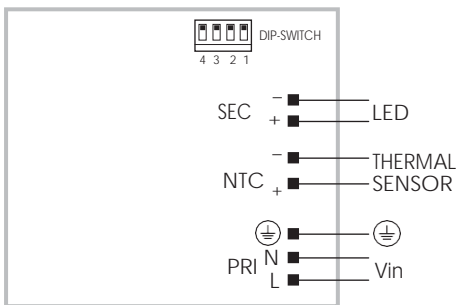 DIP-SWITCH
4 3 2 1
SEC − + LED
NTC − + THERMAL
SENSOR
PRI N L Vin